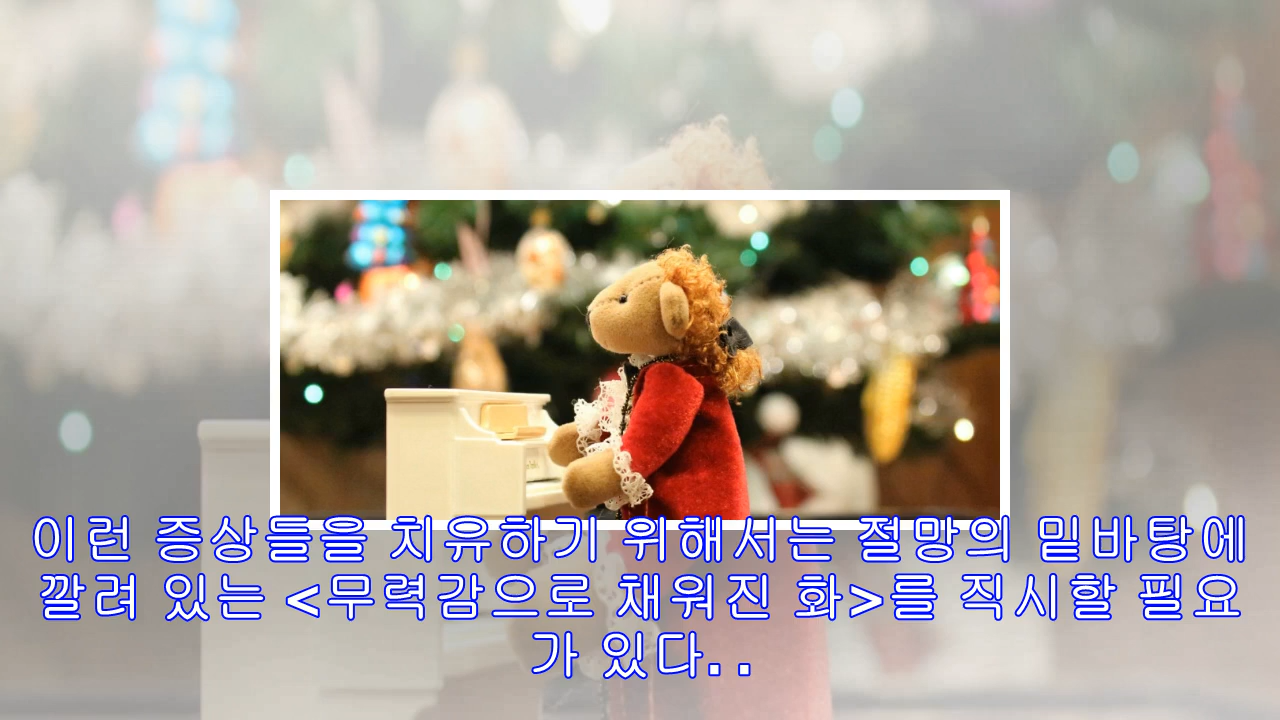 이런 증상들을 치유하기 위해서는 절망의 밑바탕에
깔려 있는 <무력감으로 채워진 화>를 직시할 필요
가 있다..